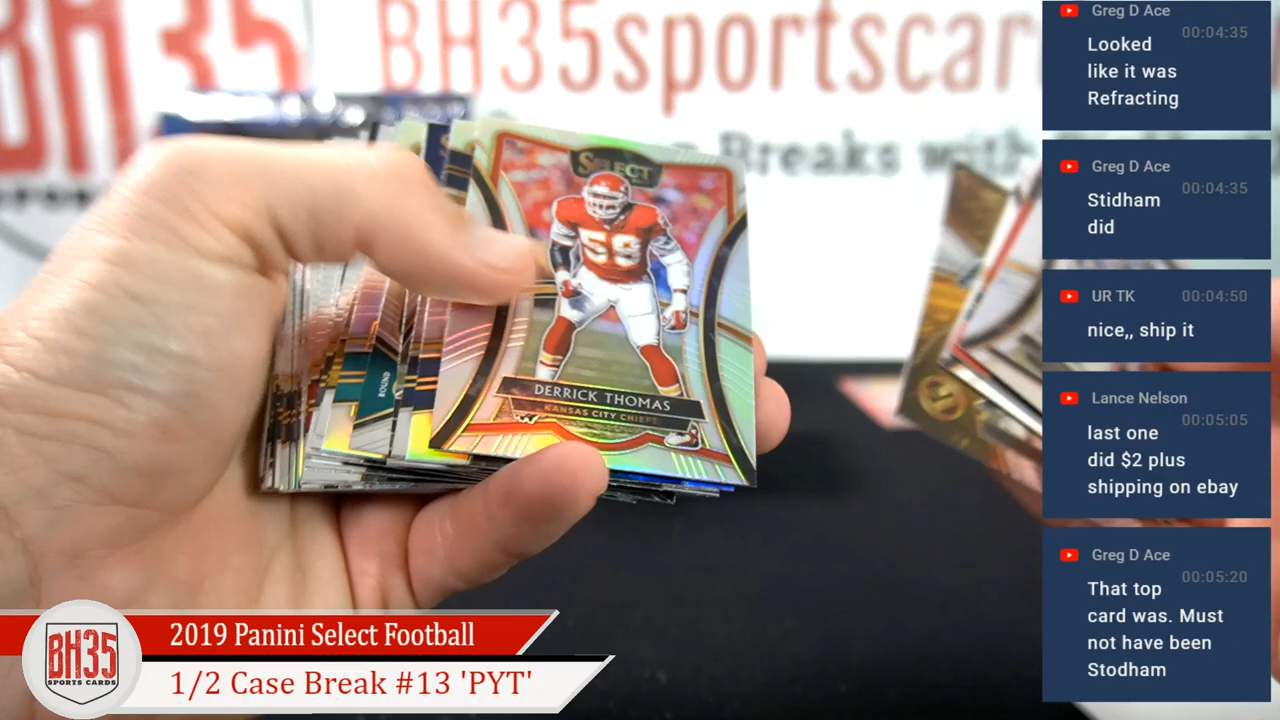 BH35
SPORTS
BH35sportscar
Breaks with
SELECT
58
DERRICK THOMAS
KANSAS CITY CHIEFS
ROUND
Greg D Ace
00:04:35
Looked
like it was
Refracting
Greg D Ace
00:04:35
Stidham
did
UR TK
00:04:50
nice,, ship it
Lance Nelson
00:05:05
last one
did $2 plus
shipping on ebay
Greg D Ace
00:05:20
That top
card was. Must
not have been
Stodham
BH35
SPORTS CARDS
2019 Panini Select Football
1/2 Case Break #13 'PYT'